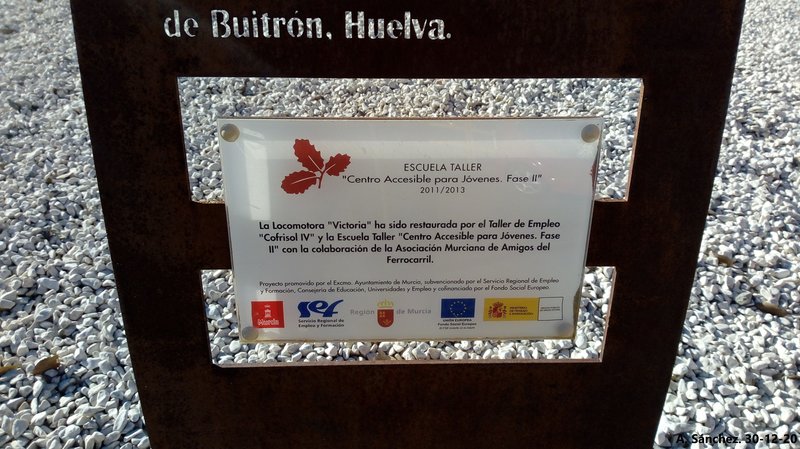 de Buitrón, Huelva.
ESCUELA TALLER
"Centro Accesible para Jóvenes. Fase II"
2011/2013
La Locomotora "Victoria" ha sido restaurada por el Taller de Empleo
"Cofrisol IV" y la Escuela Taller "Centro Accesible para Jóvenes. Fase
II" con la colaboración de la Asociación Murciana de Amigos del
Ferrocarril.
Proyecto promovido por el Excmo. Ayuntamiento de Murcia, subvencionado por el Servicio Regional de Empleo
y Formación, Consejería de Educación, Universidades y Empleo y cofinanciado por el Fondo Social Europeo.
Murcia
sef
Servicio Regional de
Empleo y Formación
Región de Murcia
UNIÓN EUROPEA
Fondo Social Europeo
A. Sánchez. 30-12-20